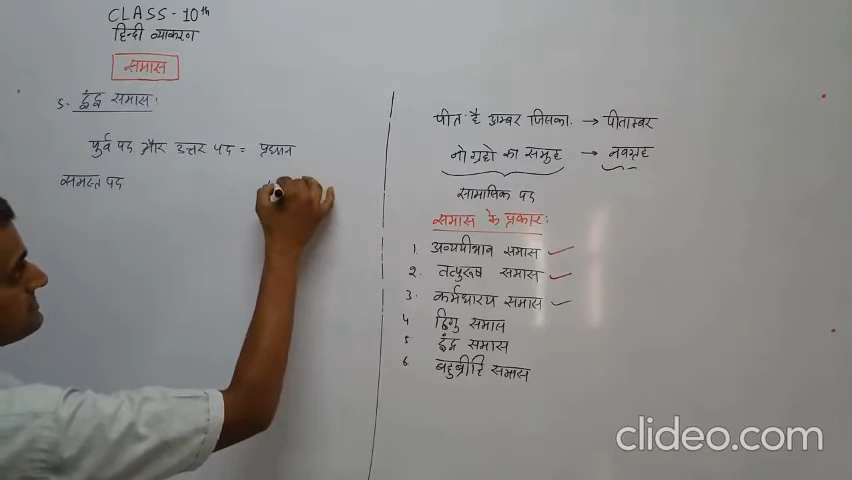 CLASS-10th
हिन्दी व्याकरण
समास
5. द्वंद्व समास:
पूर्व पद और उत्तर पद = प्रधान
समस्त पद
पीत है अम्बर जिसका → पीताम्बर
नौ ग्रहो का समुह → नवग्रह
सामासिक पद
समास के प्रकार:
1. अव्ययीभाव समास
2. तत्पुरूष समास
3. कर्मधारय समास
4. द्विगु समास
5 द्वंद्व समास
6. बहुब्रीहि समास
clideo.com